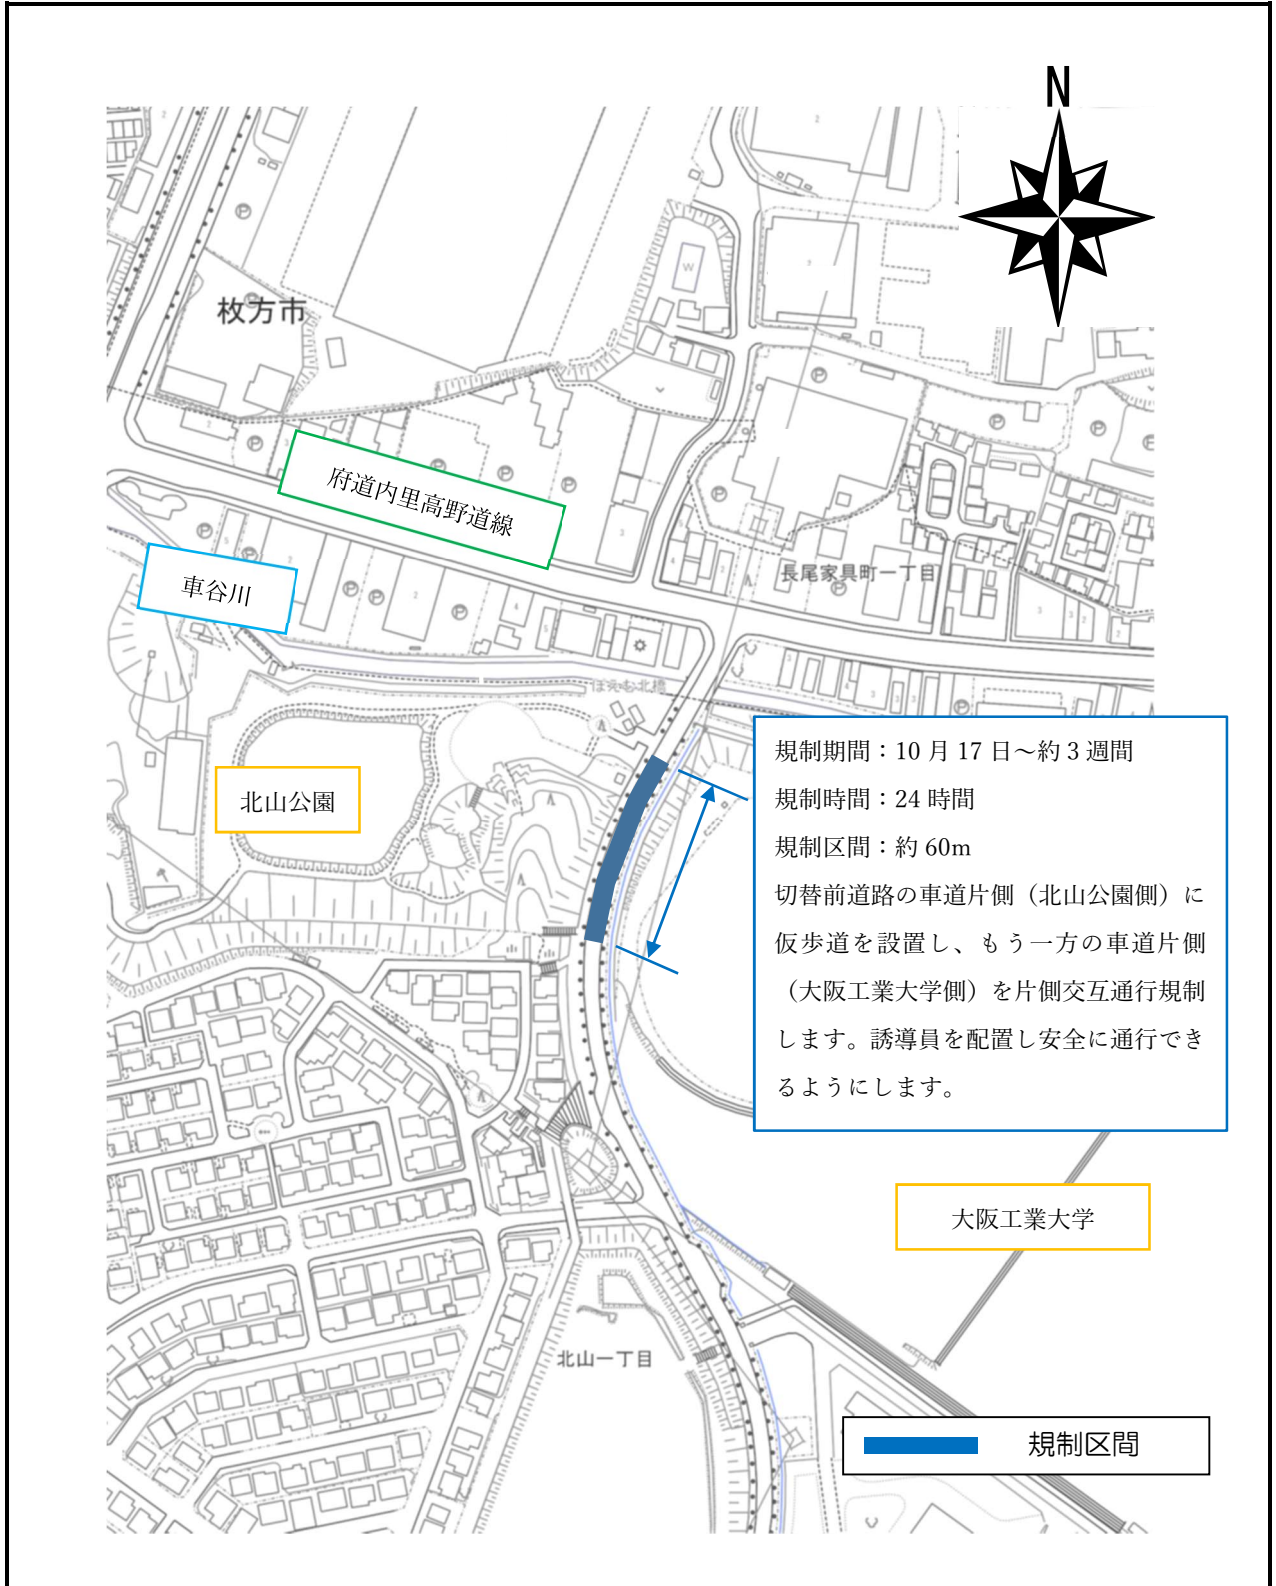 N
枚方市
府道内里高野道線
車谷川
長尾家具町一丁目
ほえむ北橋
北山公園
規制期間：10月17日～約3週間
規制時間：24時間
規制区間：約60m
切替前道路の車道片側（北山公園側）に
仮歩道を設置し、もう一方の車道片側
（大阪工業大学側）を片側交互通行規制
します。誘導員を配置し安全に通行でき
るようにします。
大阪工業大学
北山一丁目
規制区間